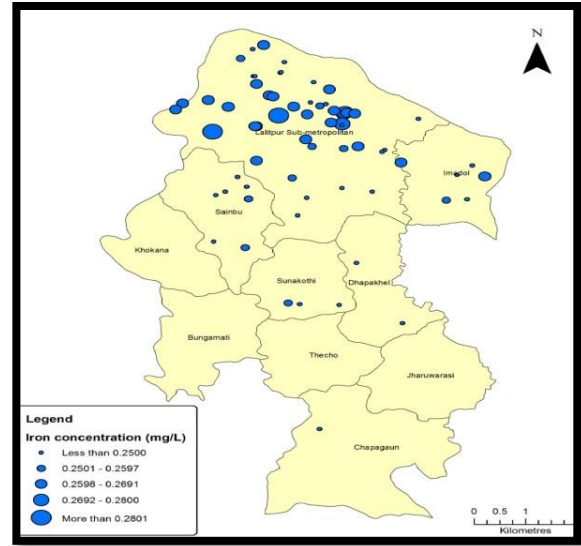 N
Lalitpur Sub-metropolitan
Imadol
Sainbu
Khokana
Sunakothi
Dhapakhel
Bungamati
Thecho
Jharuwarasi
Chapagaun
Legend
Iron concentration (mg/L)
Less than 0.2500
0.2501 - 0.2597
0.2598 - 0.2691
0.2692 - 0.2800
More than 0.2801
0 0.5 1
Kilometres